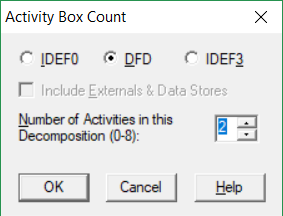 Activity Box Count
IDEF0 DFD IDEF3
Include Externals & Data Stores
Number of Activities in this
Decomposition (0-8):
2
OK Cancel Help